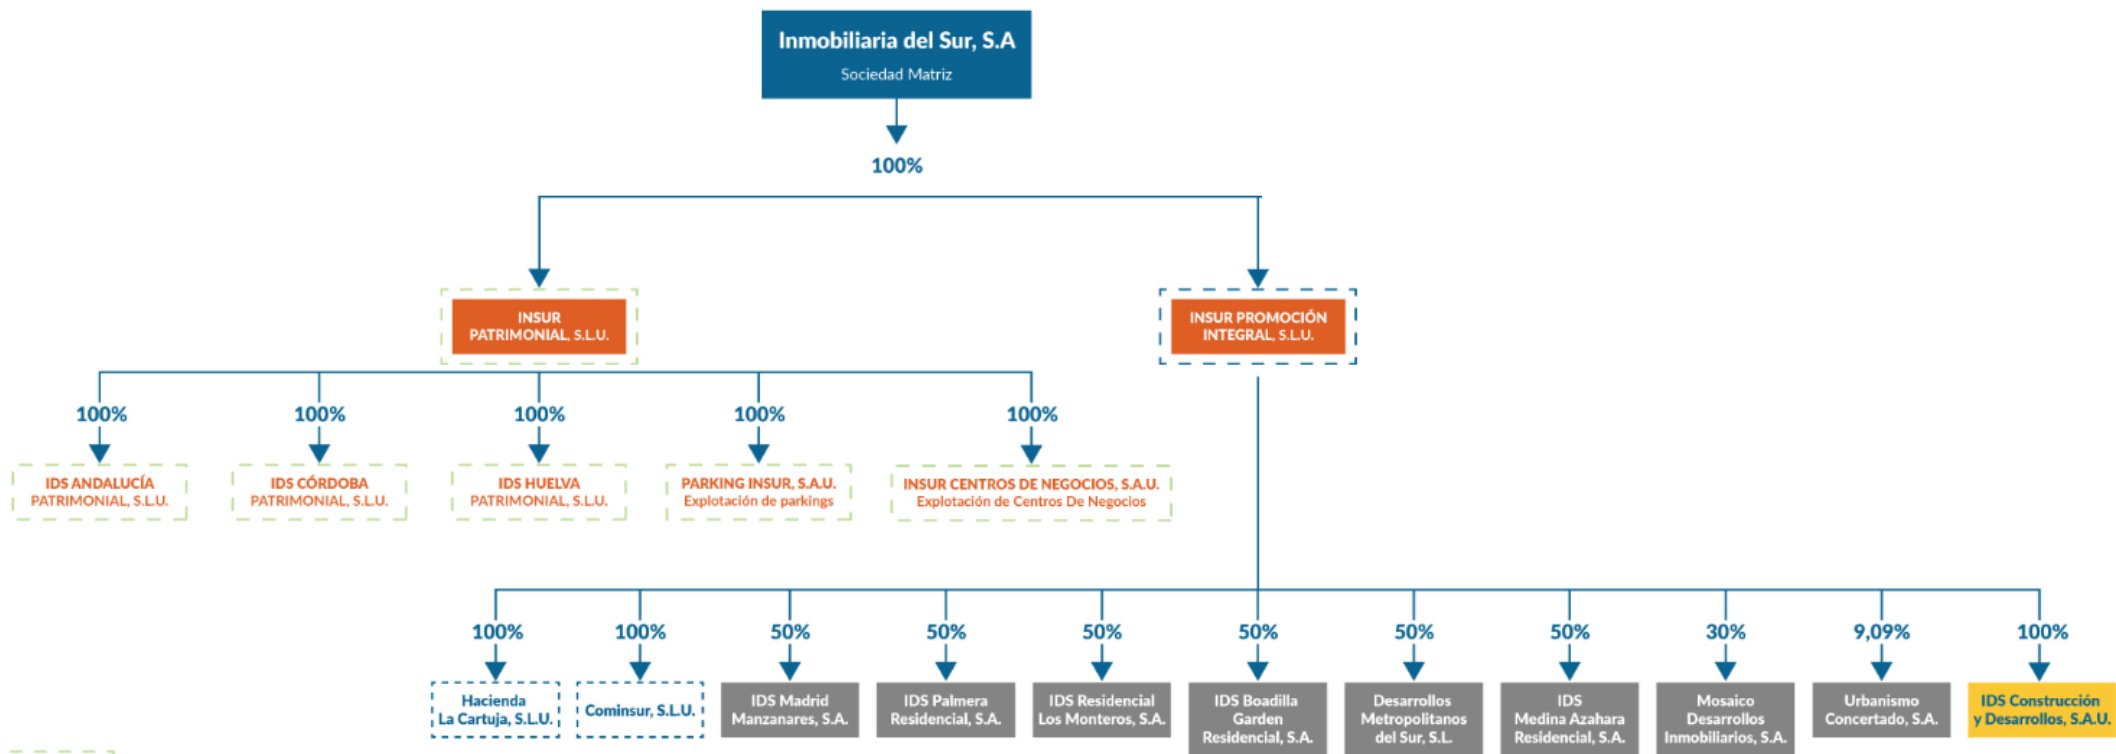 Inmobiliaria del Sur, S.A
Sociedad Matriz
100%
INSUR
PATRIMONIAL, S.L.U.
INSUR PROMOCIÓN
INTEGRAL, S.L.U.
100%
100%
100%
100%
100%
IDS ANDALUCÍA
PATRIMONIAL, S.L.U.
IDS CÓRDOBA
PATRIMONIAL, S.L.U.
IDS HUELVA
PATRIMONIAL, S.L.U.
PARKING INSUR, S.A.U.
Explotación de parkings
INSUR CENTROS DE NEGOCIOS, S.A.U.
Explotación de Centros De Negocios
100%
100%
50%
50%
50%
50%
50%
50%
30%
9,09%
100%
Hacienda
La Cartuja, S.L.U.
Cominsur, S.L.U.
IDS Madrid
Manzanares, S.A.
IDS Palmera
Residencial, S.A.
IDS Residencial
Los Monteros, S.A.
IDS Boadilla
Garden
Residencial, S.A.
Desarrollos
Metropolitanos
del Sur, S.L.
IDS
Medina Azahara
Residencial, S.A.
Mosaico
Desarrollos
Inmobiliarios, S.A.
Urbanismo
Concertado, S.A.
IDS Construcción
y Desarrollos, S.A.U.